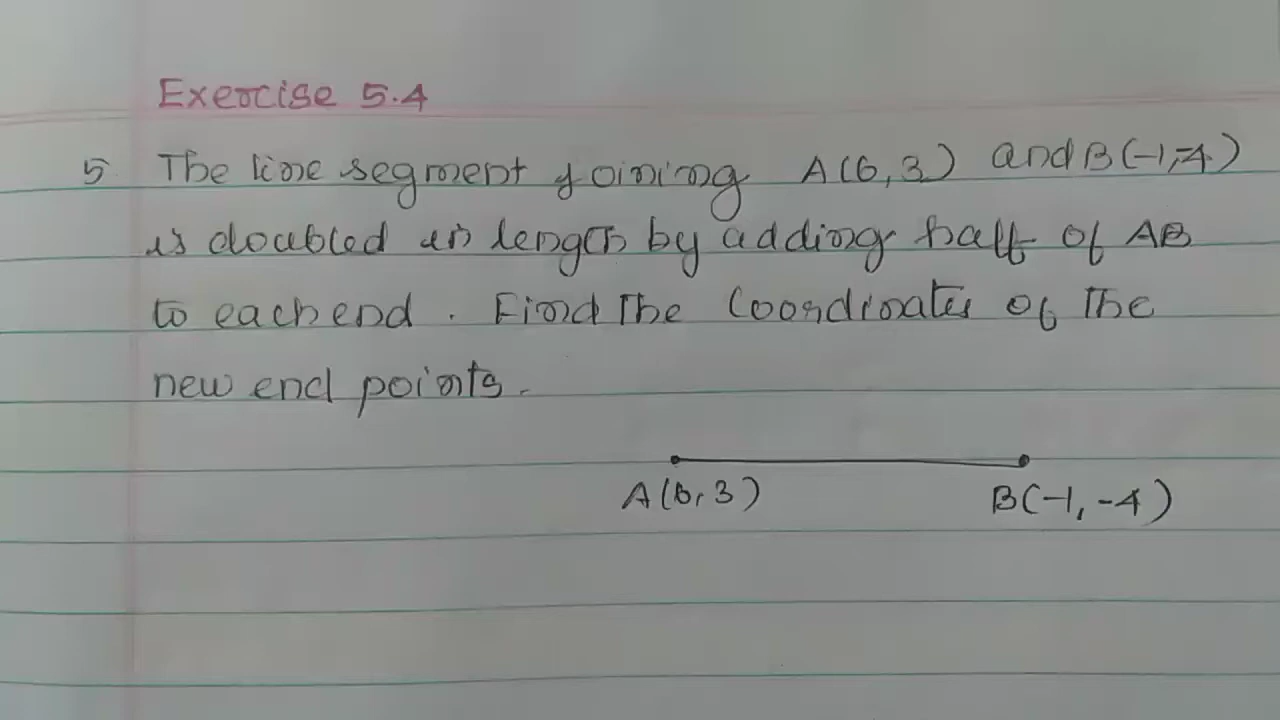 Exercise 5.4
5 The line segment joining A(6,3) and B(-1,-4)
is doubled in length by adding half of AB
to each end. Find the Coordinates of the
new end points.
A(6,3) B(-1,-4)